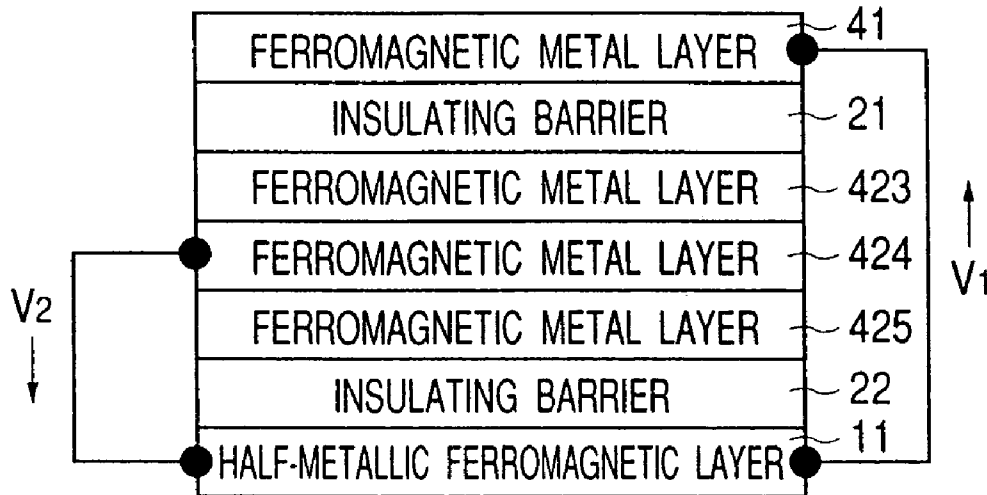 FERROMAGNETIC METAL LAYER 41
INSULATING BARRIER 21
FERROMAGNETIC METAL LAYER 423
FERROMAGNETIC METAL LAYER 424
FERROMAGNETIC METAL LAYER 425
INSULATING BARRIER 22
HALF-METALLIC FERROMAGNETIC LAYER 11
V2
V1